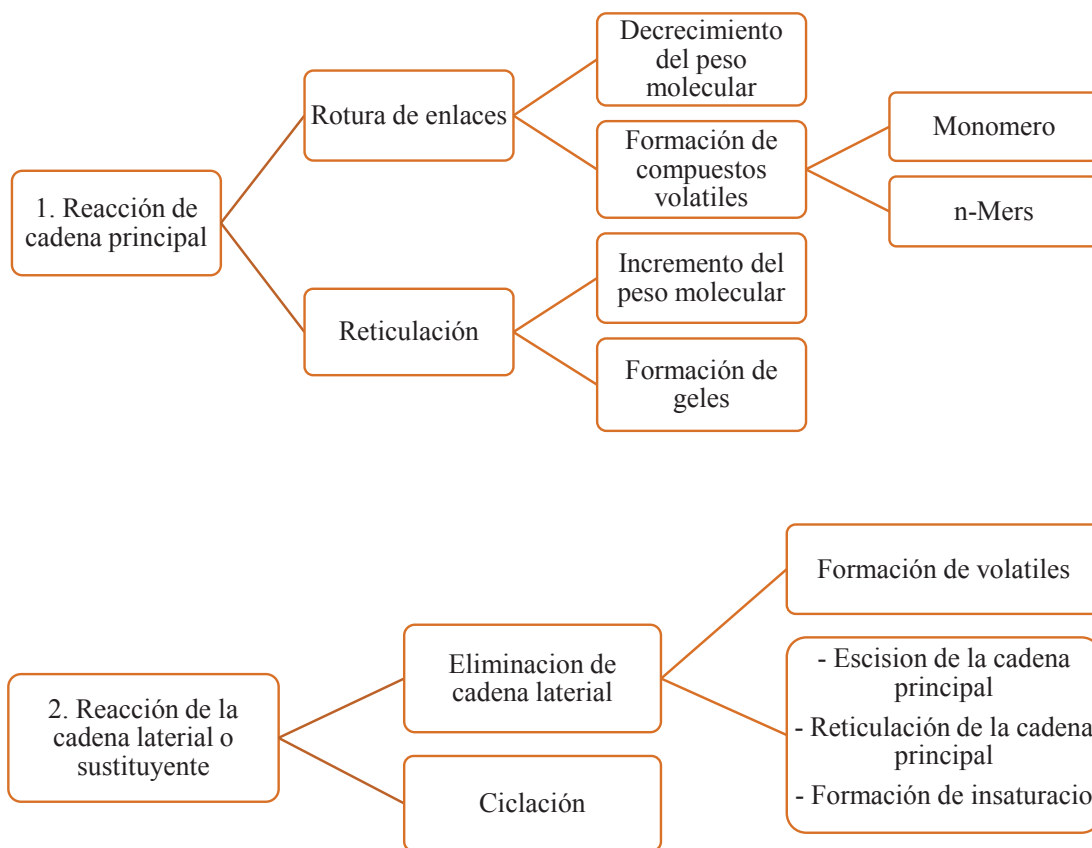 1. Reacción de
cadena principal
Rotura de enlaces
Decrecimiento
del peso
molecular
Formación de
compuestos
volatiles
Monomero
n-Mers
Reticulación
Incremento del
peso molecular
Formación de
geles
2. Reacción de la
cadena laterial o
sustituyente
Eliminacion de
cadena laterial
Formación de volatiles
- Escision de la cadena
principal
- Reticulación de la cadena
principal
- Formación de insaturacio
Ciclación